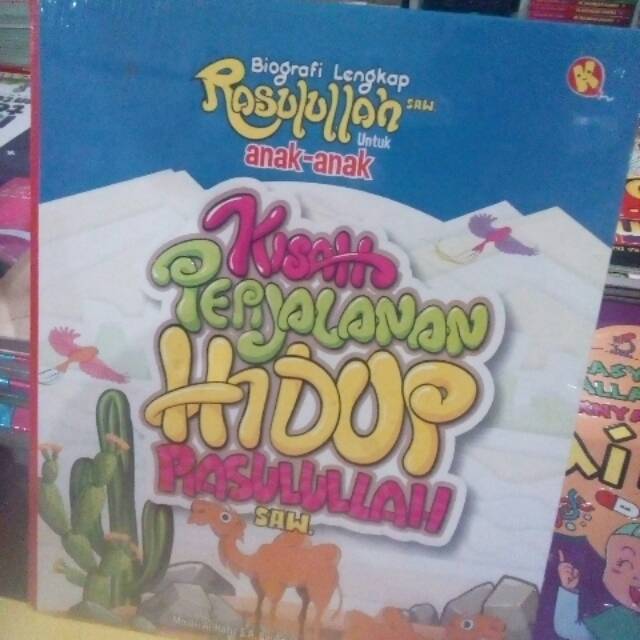 Biografi Lengkap
Rasulullah SAW.
Untuk
anak-anak
Kisah
Perjalanan
Hidup
Rasulullah
SAW.